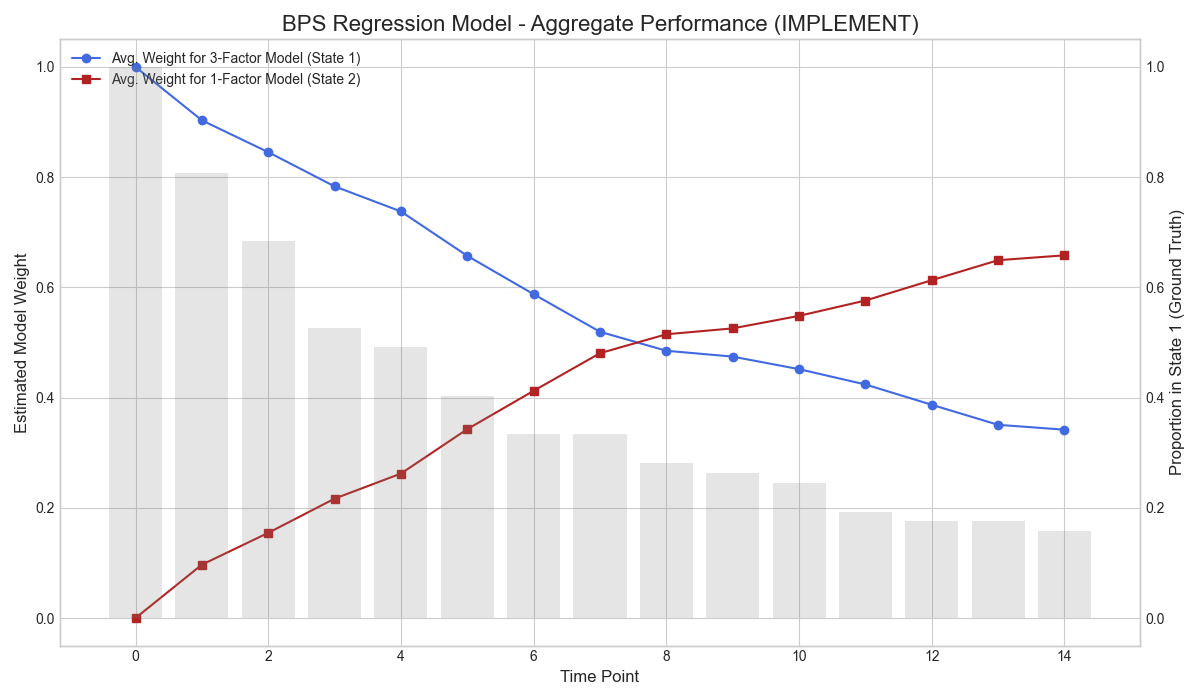 BPS Regression Model - Aggregate Performance (IMPLEMENT)
Avg. Weight for 3-Factor Model (State 1)
Avg. Weight for 1-Factor Model (State 2)
Estimated Model Weight
1.0
0.8
0.6
0.4
0.2
0.0
1.0
0.8
0.6
0.4
0.2
0.0
Proportion in State 1 (Ground Truth)
0 2 4 6 8 10 12 14
Time Point